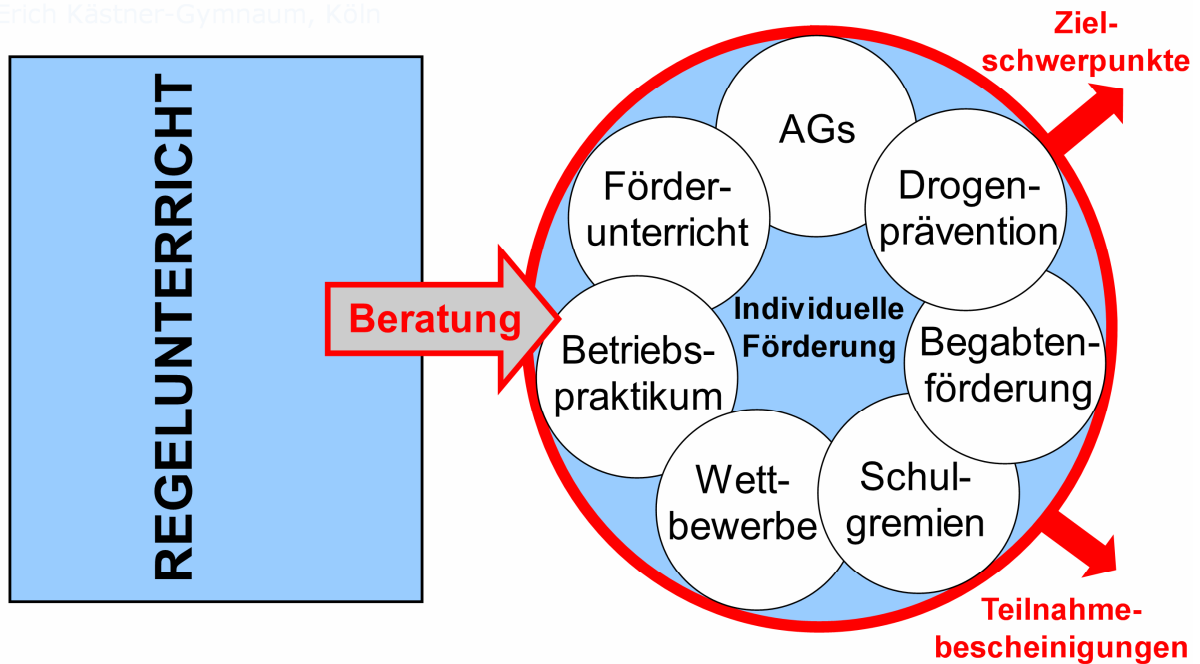 Erich Kästner-Gymnaum, Köln
REGELUNTERRICHT
Beratung
Ziel-
schwerpunkte
AGs
Förder-
unterricht
Drogen-
prävention
Individuelle
Förderung
Betriebs-
praktikum
Begabten-
förderung
Wett-
bewerbe
Schul-
gremien
Teilnahme-
bescheinigungen